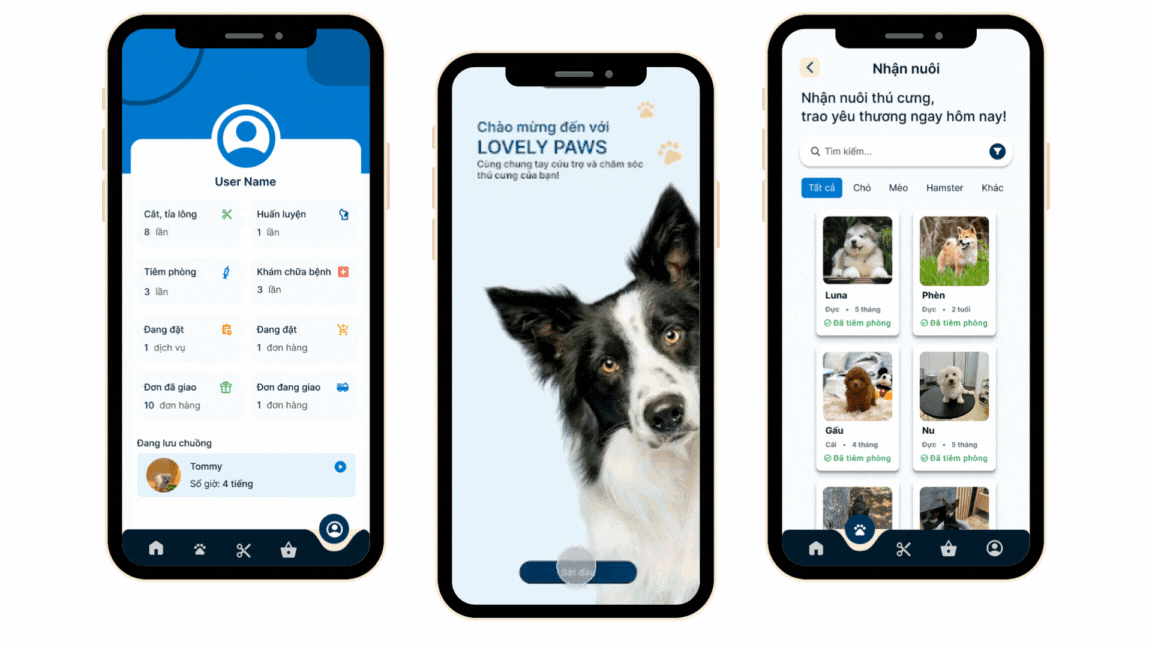 User Name
Cắt, tỉa lông
8 lần
Huấn luyện
1 lần
Tiêm phòng
3 lần
Khám chữa bệnh
3 lần
Đang đặt
1 dịch vụ
Đang đặt
1 đơn hàng
Đơn đã giao
10 đơn hàng
Đơn đang giao
1 đơn hàng
Đang lưu chuồng
Tommy
Số giờ: 4 tiếng
Chào mừng đến với
LOVELY PAWS
Cùng chung tay cứu trợ và chăm sóc
thú cưng của bạn!
Bắt đầu
Nhận nuôi
Nhận nuôi thú cưng,
trao yêu thương ngay hôm nay!
Tìm kiếm...
Tất cả Chó Mèo Hamster Khác
Luna
Đực • 5 tháng
Đã tiêm phòng
Phèn
Đực • 2 tuổi
Đã tiêm phòng
Gấu
Cái • 4 tháng
Đã tiêm phòng
Nu
Đực • 5 tháng
Đã tiêm phòng